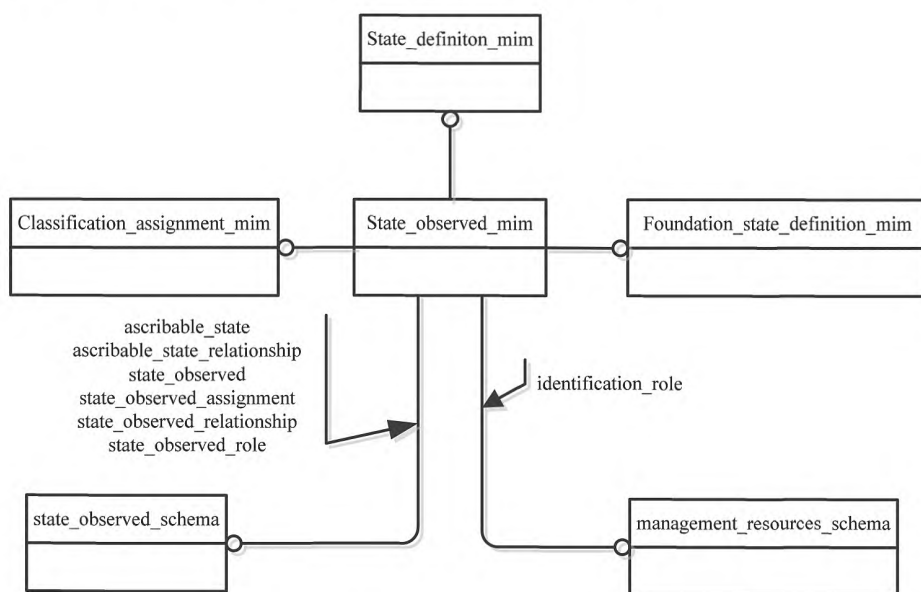 State_definiton_mim
Classification_assignment_mim
State_observed_mim
Foundation_state_definition_mim
ascribable_state
ascribable_state_relationship
state_observed
state_observed_assignment
state_observed_relationship
state_observed_role
identification_role
state_observed_schema
management_resources_schema